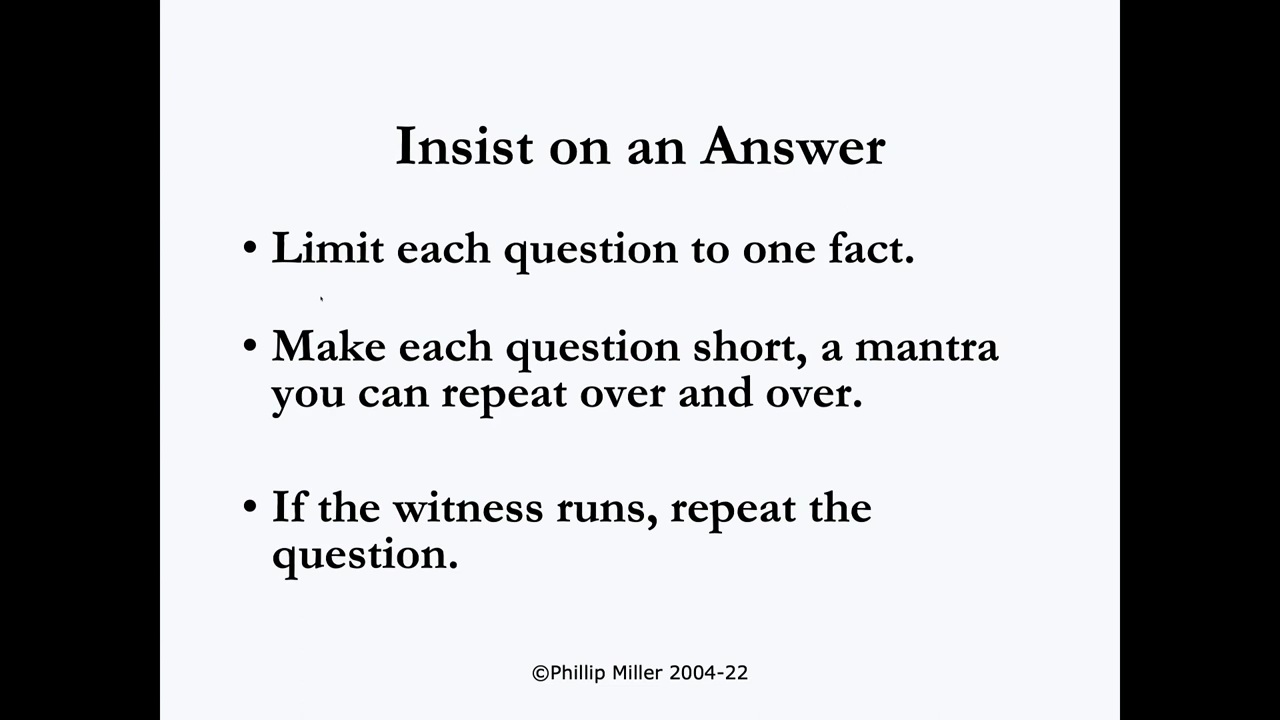 Insist on an Answer
• Limit each question to one fact.
• Make each question short, a mantra
you can repeat over and over.
• If the witness runs, repeat the
question.
©Phillip Miller 2004-22